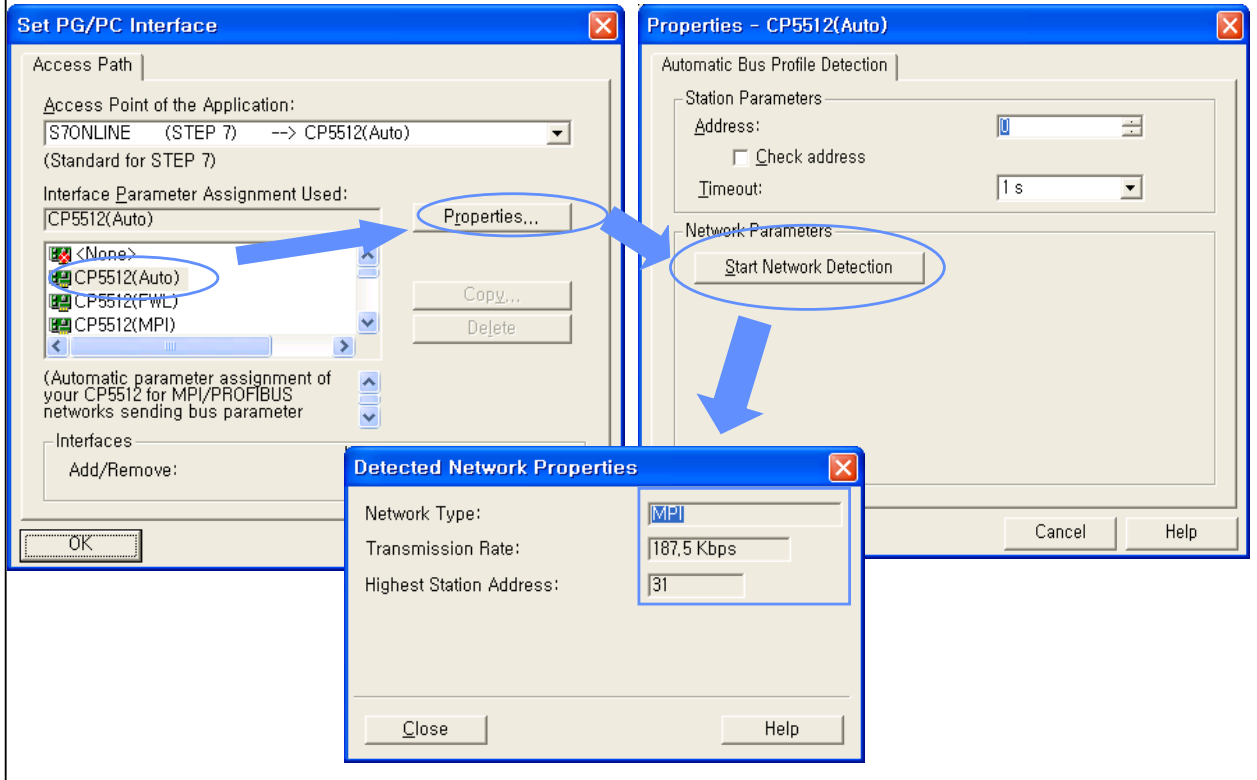 Set PG/PC Interface
Access Path
Access Point of the Application:
S7ONLINE (STEP 7) --> CP5512(Auto)
(Standard for STEP 7)
Interface Parameter Assignment Used:
CP5512(Auto)
Properties...
<None>
CP5512(Auto)
CP5512(FWL)
CP5512(MPI)
Copy...
Delete
(Automatic parameter assignment of
your CP5512 for MPI/PROFIBUS
networks sending bus parameter
Interfaces
Add/Remove:
OK
Properties - CP5512(Auto)
Automatic Bus Profile Detection
Station Parameters
Address:
0
Check address
Timeout:
1 s
Network Parameters
Start Network Detection
Cancel
Help
Detected Network Properties
Network Type:
MPI
Transmission Rate:
187,5 Kbps
Highest Station Address:
31
Close
Help